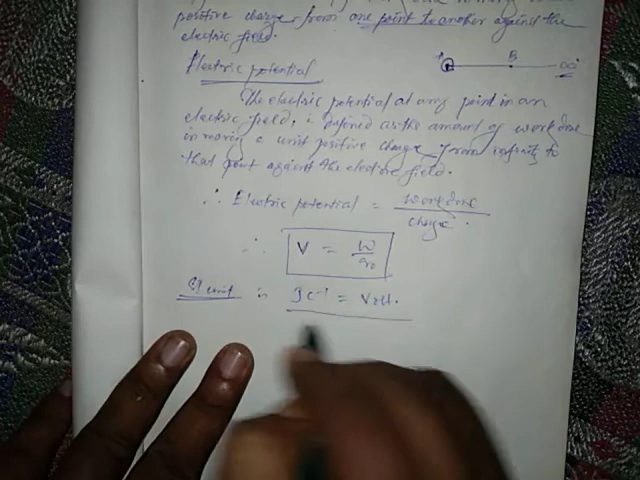 positive charge from one point to another against the
electric field.
Electric potential
A B ∞
The electric potential at any point in an
electric field, is defined as the amount of work done
in moving a unit positive charge from infinity to
that point against the electric field.
∴ Electric potential = work done / charge.
∴ V = W/q₀
SI unit is JC⁻¹ = Volt.